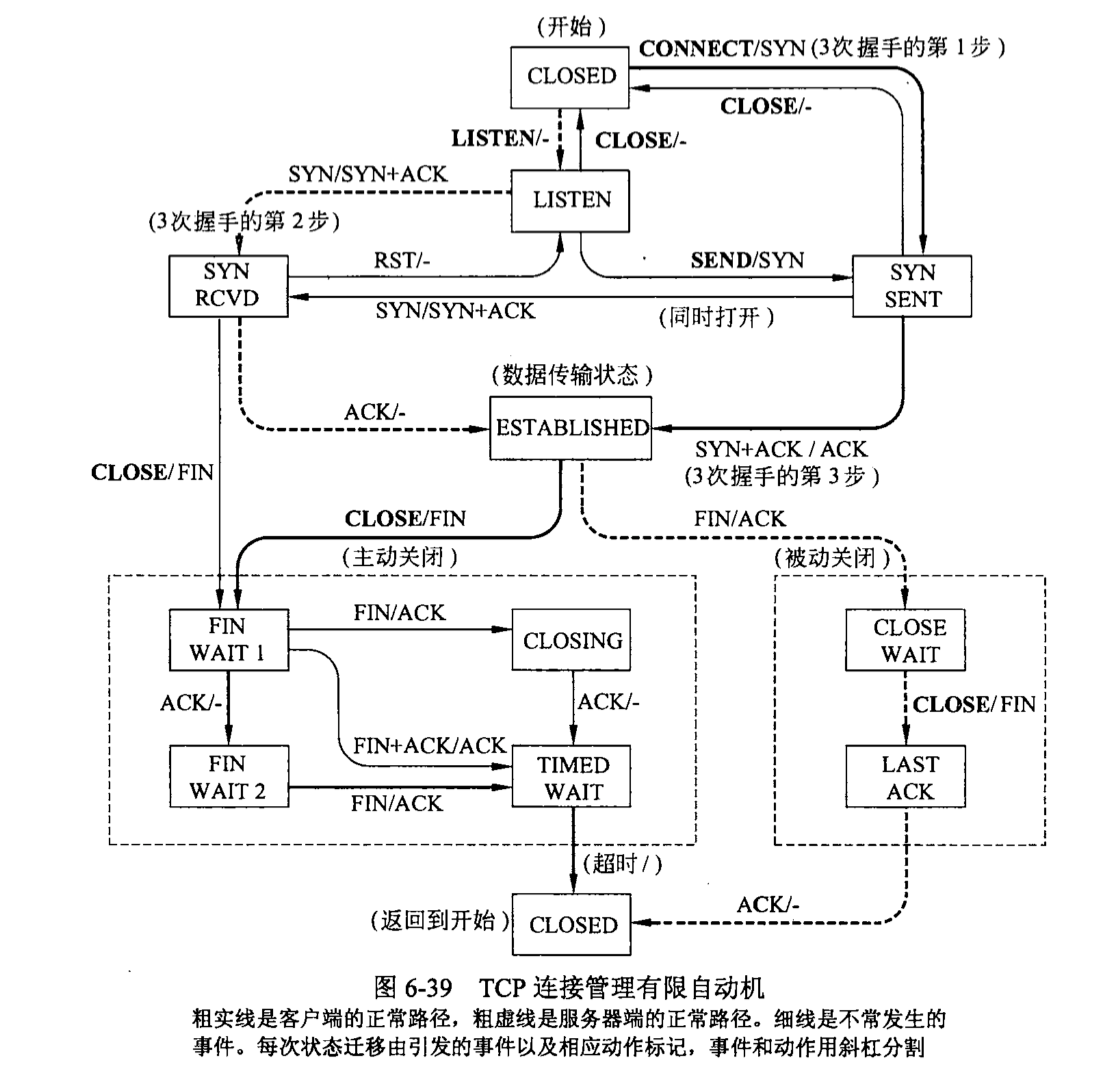 (开始)
CLOSED
CONNECT/SYN (3次握手的第1步)
CLOSE/-
LISTEN/-
CLOSE/-
SYN/SYN+ACK
LISTEN
(3次握手的第2步)
SYN
RCVD
RST/-
SEND/SYN
SYN
SENT
SYN/SYN+ACK
(同时打开)
(数据传输状态)
ACK/-
ESTABLISHED
SYN+ACK / ACK
(3次握手的第3步)
CLOSE/FIN
CLOSE/FIN
FIN/ACK
(主动关闭)
(被动关闭)
FIN
WAIT 1
FIN/ACK
CLOSING
CLOSE
WAIT
ACK/-
ACK/-
CLOSE/FIN
FIN+ACK/ACK
FIN
WAIT 2
FIN/ACK
TIMED
WAIT
LAST
ACK
(超时/)
ACK/-
(返回到开始)
CLOSED
图 6-39 TCP 连接管理有限自动机
粗实线是客户端的正常路径，粗虚线是服务器端的正常路径。细线是不常发生的
事件。每次状态迁移由引发的事件以及相应动作标记，事件和动作用斜杠分割